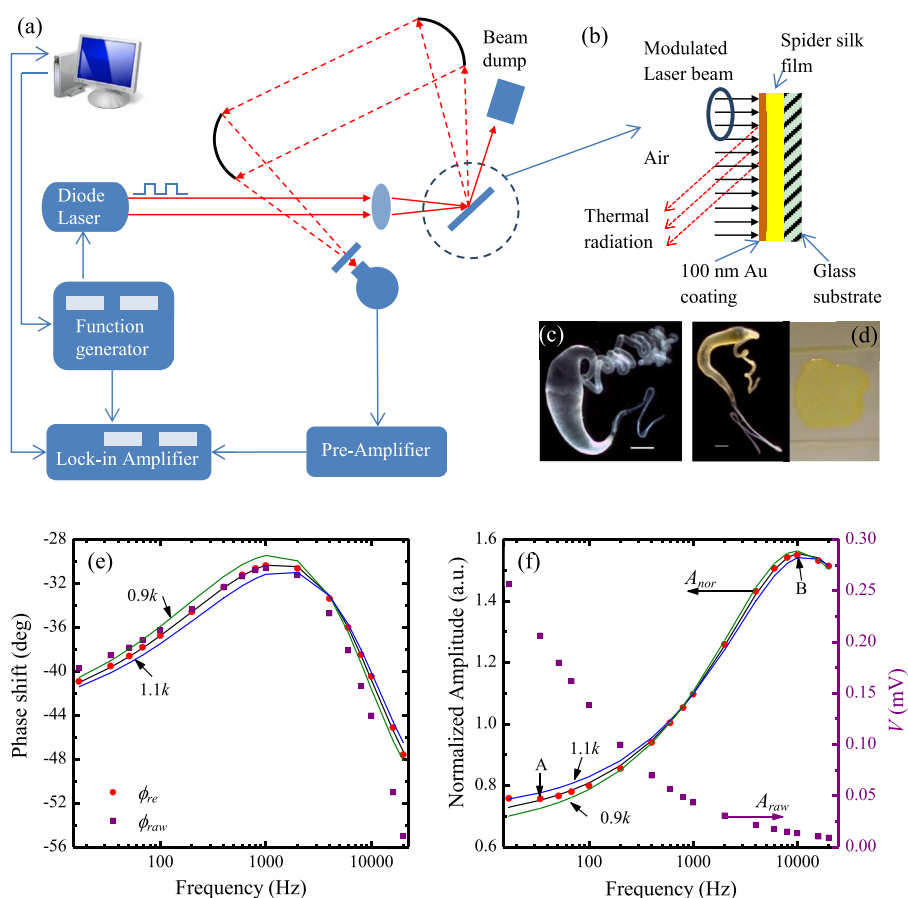 (a)
Beam
dump
(b)
Modulated
Laser beam
Spider silk
film
Air
Thermal
radiation
100 nm Au
coating
Glass
substrate
Diode
Laser
Function
generator
Lock-in Amplifier
Pre-Amplifier
(c)
(d)
(e)
-28
-32
-36
-40
-44
-48
-52
-56
Phase shift (deg)
0.9k
1.1k
ϕre
ϕraw
100
1000
10000
Frequency (Hz)
(f)
1.6
1.4
1.2
1.0
0.8
0.6
Normalized Amplitude (a.u.)
Anor
B
A
1.1k
0.9k
Araw
0.30
0.25
0.20
0.15
0.10
0.05
0.00
V (mV)
100
1000
10000
Frequency (Hz)